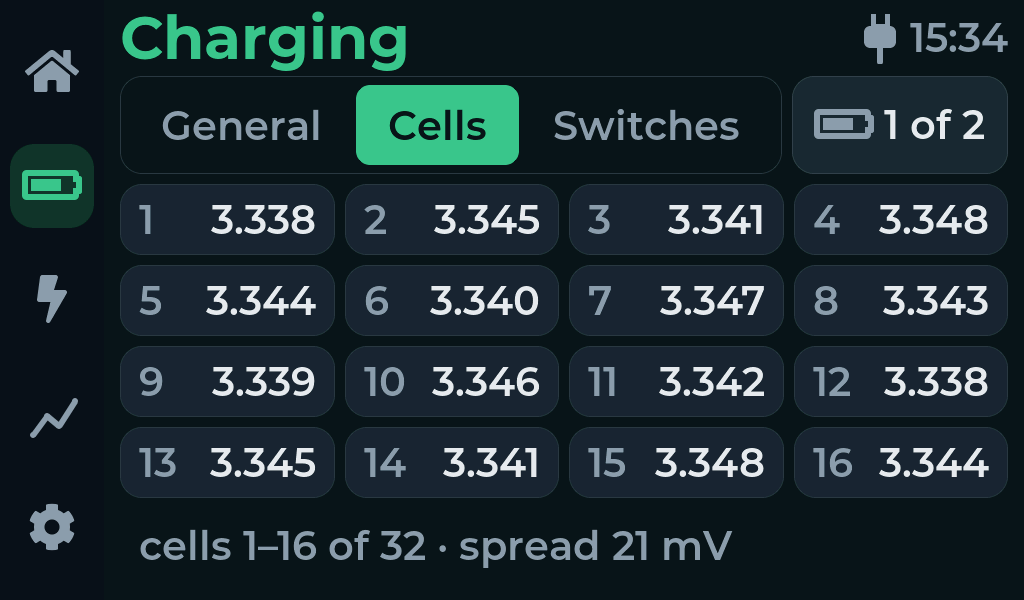 Charging
15:34
General Cells Switches
1 of 2
1 3.338 2 3.345 3 3.341 4 3.348
5 3.344 6 3.340 7 3.347 8 3.343
9 3.339 10 3.346 11 3.342 12 3.338
13 3.345 14 3.341 15 3.348 16 3.344
cells 1–16 of 32 · spread 21 mV